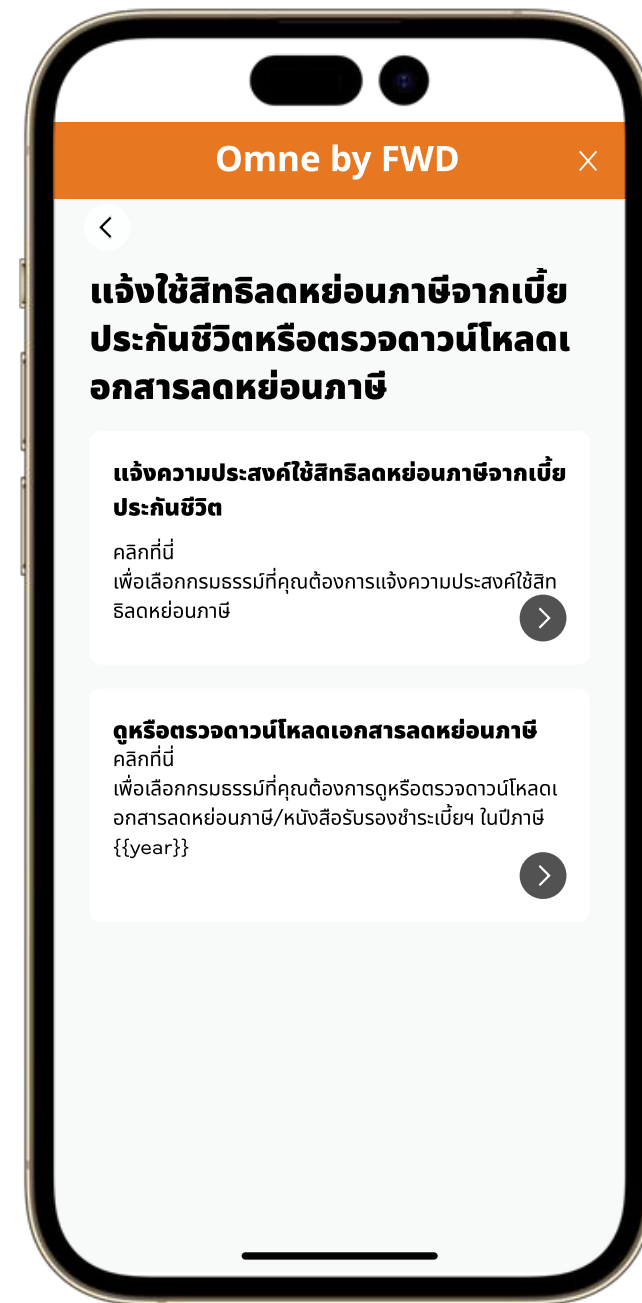 Omne by FWD
แจ้งใช้สิทธิลดหย่อนภาษีจากเบี้ย
ประกันชีวิตหรือตรวจดาวน์โหลดเ
อกสารลดหย่อนภาษี
แจ้งความประสงค์ใช้สิทธิลดหย่อนภาษีจากเบี้ย
ประกันชีวิต
คลิกที่นี่
เพื่อเลือกกรมธรรม์ที่คุณต้องการแจ้งความประสงค์ใช้สิท
ธิลดหย่อนภาษี
ดูหรือตรวจดาวน์โหลดเอกสารลดหย่อนภาษี
คลิกที่นี่
เพื่อเลือกกรมธรรม์ที่คุณต้องการดูหรือตรวจดาวน์โหลดเ
อกสารลดหย่อนภาษี/หนังสือรับรองชำระเบี้ยฯ ในปีภาษี
{{year}}